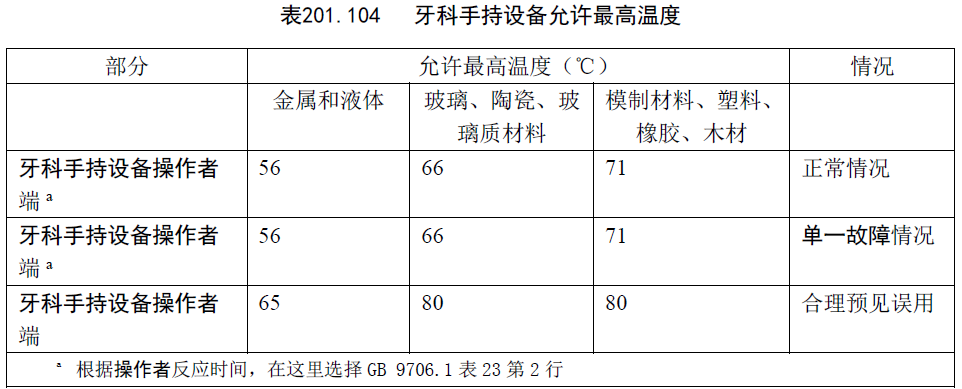 表201.104 牙科手持设备允许最高温度
部分 允许最高温度（℃） 情况
金属和液体 玻璃、陶瓷、玻 模制材料、塑料、
璃质材料 橡胶、木材
牙科手持设备操作者 56 66 71 正常情况
端 a
牙科手持设备操作者 56 66 71 单一故障情况
端 a
牙科手持设备操作者 65 80 80 合理预见误用
端
a 根据操作者反应时间，在这里选择 GB 9706.1 表 23 第 2 行